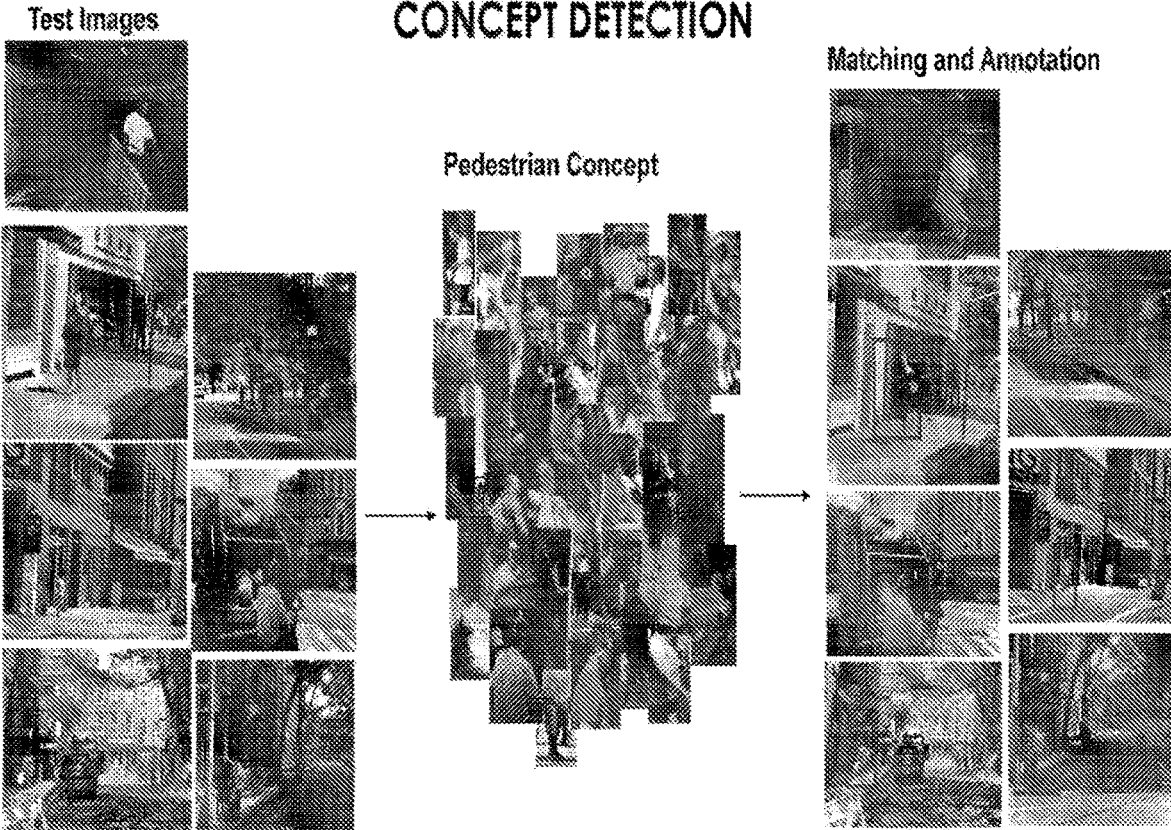 CONCEPT DETECTION
Test Images
Matching and Annotation
Pedestrian Concept